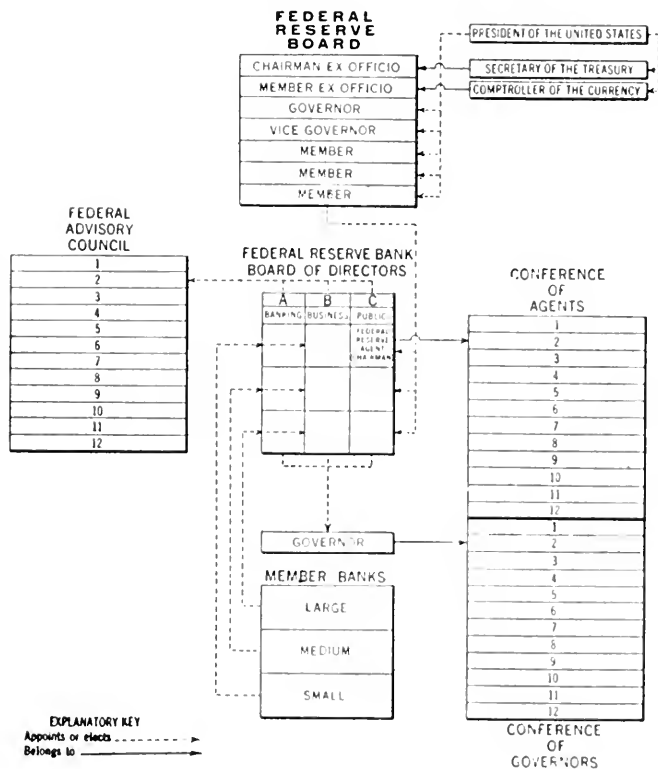 FEDERAL
RESERVE
BOARD
CHAIRMAN EX OFFICIO
MEMBER EX OFFICIO
GOVERNOR
VICE GOVERNOR
MEMBER
MEMBER
MEMBER
PRESIDENT OF THE UNITED STATES
SECRETARY OF THE TREASURY
COMPTROLLER OF THE CURRENCY
FEDERAL
ADVISORY
COUNCIL
1
2
3
4
5
6
7
8
9
10
11
12
FEDERAL RESERVE BANK
BOARD OF DIRECTORS
A B C
BANKING BUSINESS PUBLIC
FEDERAL
RESERVE
AGENT
CHAIRMAN
GOVERNOR
MEMBER BANKS
LARGE
MEDIUM
SMALL
CONFERENCE
OF
AGENTS
1
2
3
4
5
6
7
8
9
10
11
12
1
2
3
4
5
6
7
8
9
10
11
12
CONFERENCE
OF
GOVERNORS
EXPLANATORY KEY
Appoints or elects
Belongs to